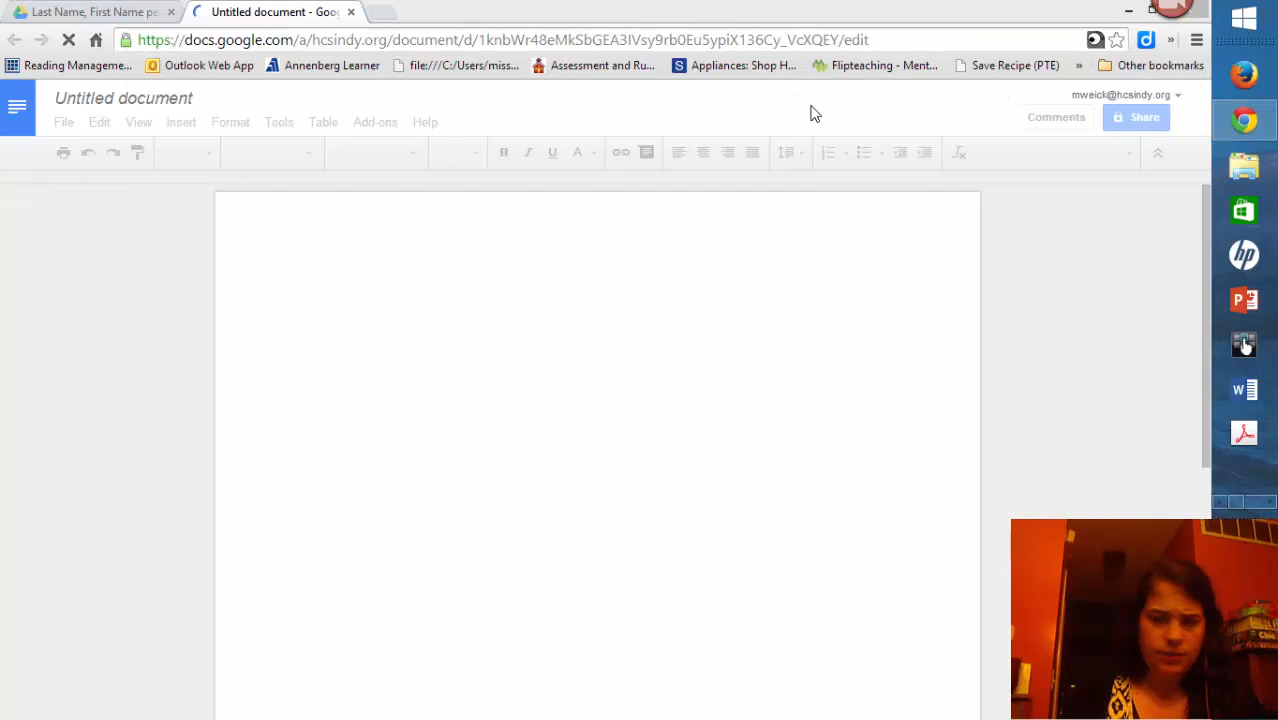 Last Name, First Name pe
Untitled document - Goo
https://docs.google.com/a/hcsindy.org/document/d/
Reading Manageme...
Outlook Web App
Annenberg Learner
file:///C:/Users/miss...
Assessment and Ru...
Appliances: Shop H...
Flipteaching - Ment...
Save Recipe (PTE)
»
Other bookmarks
Untitled document
mweick@hcsindy.org
File Edit View Insert Format Tools Table Add-ons Help
Comments
Share
B I U A
hp